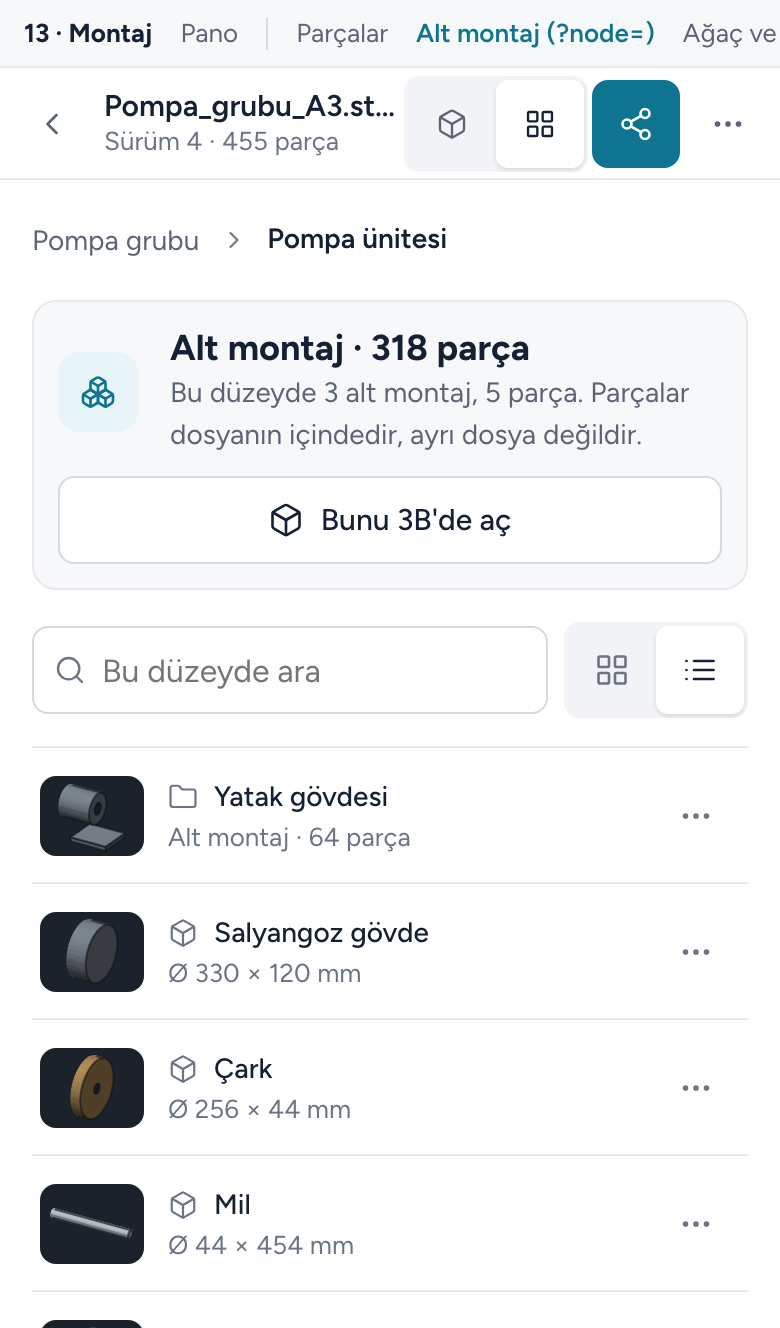 13 · Montaj Pano Parçalar Alt montaj (?node=) Ağaç ve
Pompa_grubu_A3.st...
Sürüm 4 · 455 parça
Pompa grubu > Pompa ünitesi
Alt montaj · 318 parça
Bu düzeyde 3 alt montaj, 5 parça. Parçalar
dosyanın içindedir, ayrı dosya değildir.
Bunu 3B'de aç
Bu düzeyde ara
Yatak gövdesi
Alt montaj · 64 parça
Salyangoz gövde
Ø 330 × 120 mm
Çark
Ø 256 × 44 mm
Mil
Ø 44 × 454 mm